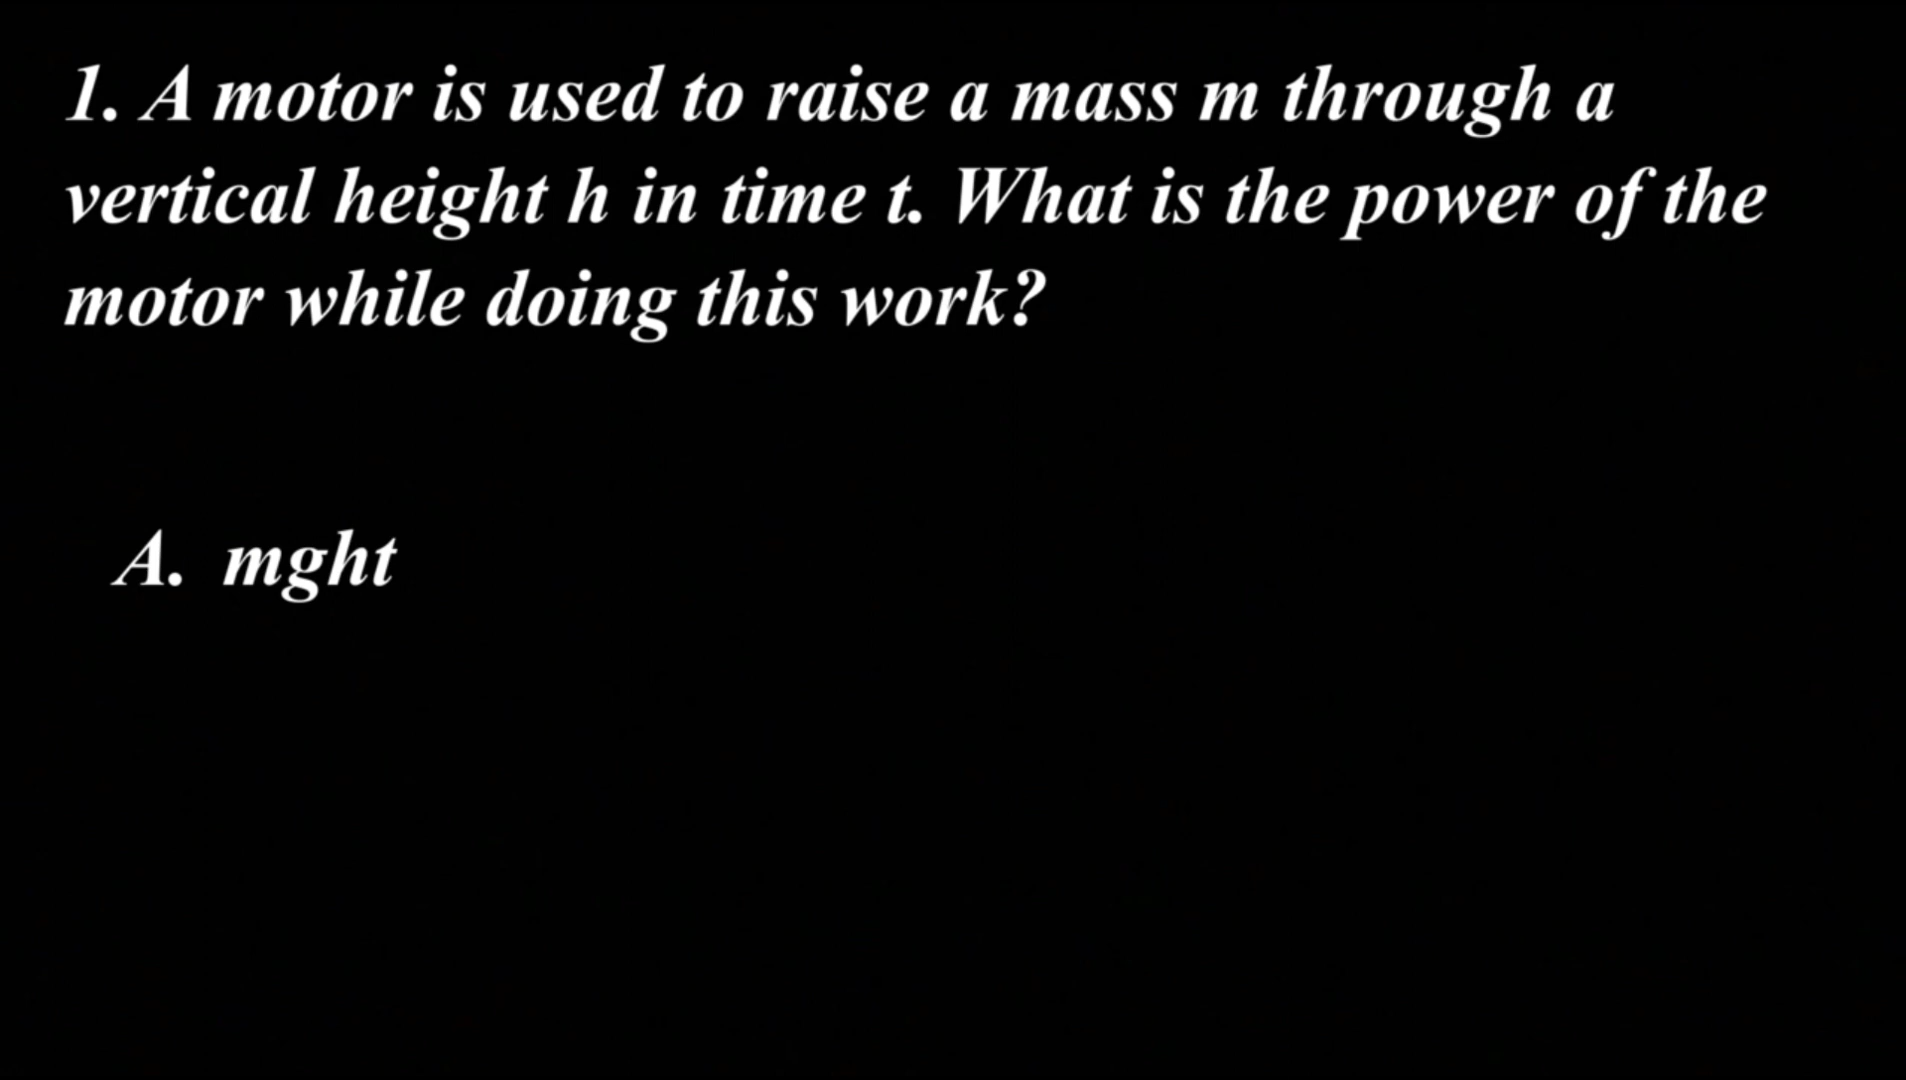 1. A motor is used to raise a mass m through a
vertical height h in time t. What is the power of the
motor while doing this work?
A. mght